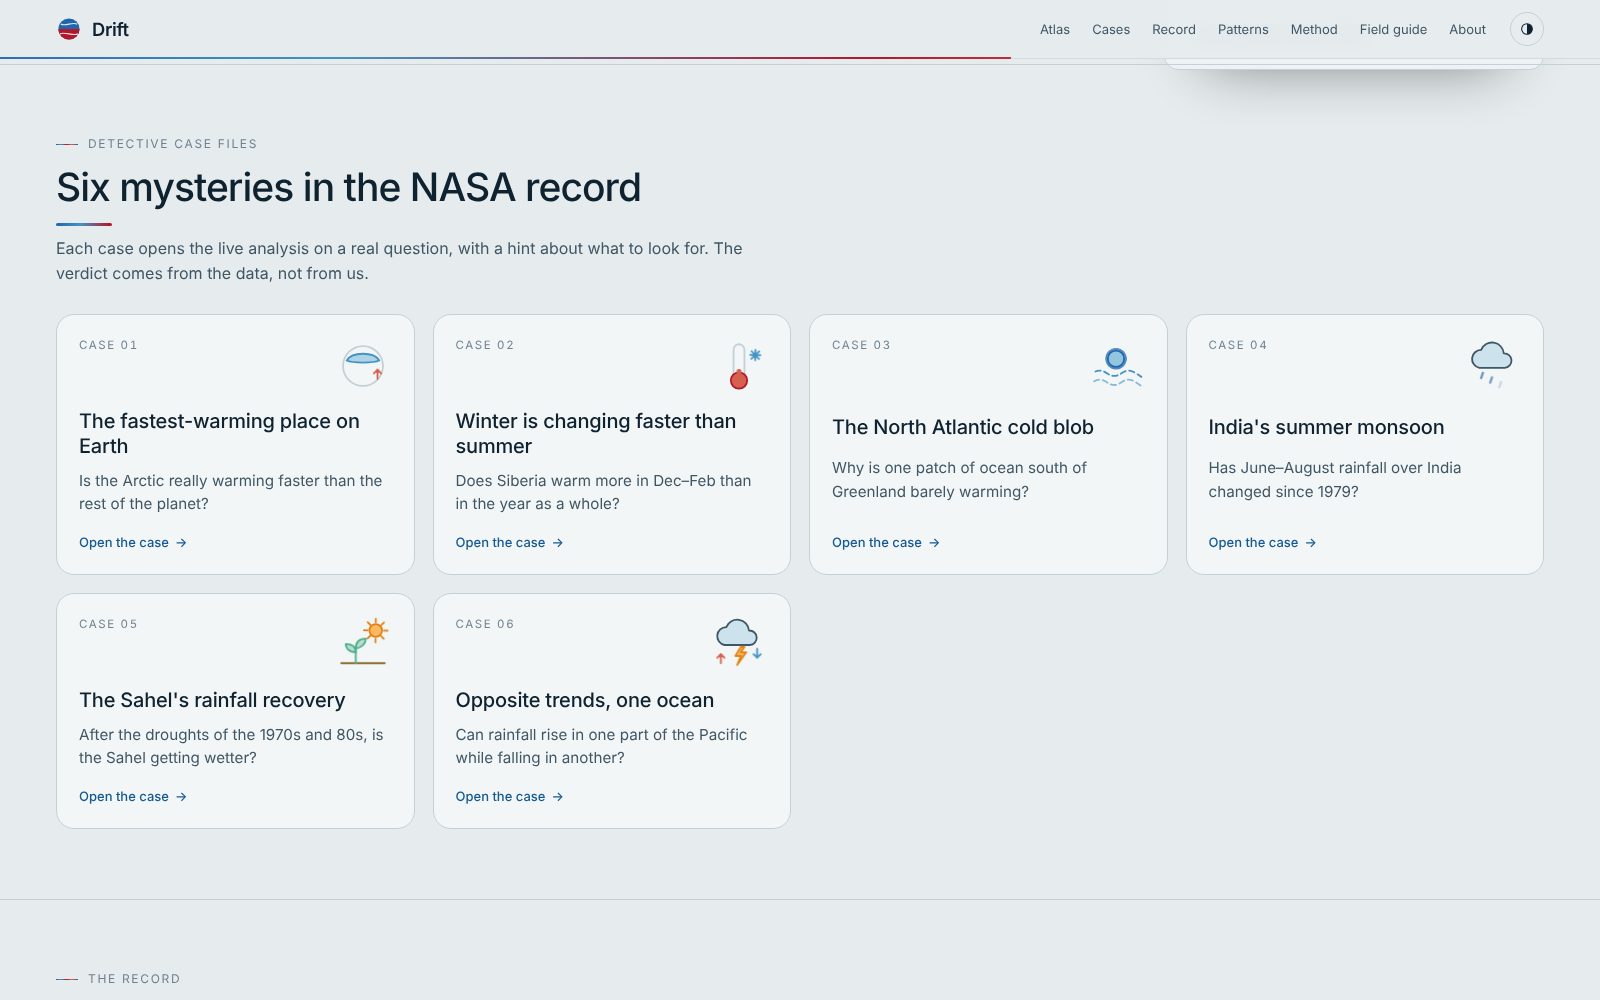 Drift
Atlas Cases Record Patterns Method Field guide About
DETECTIVE CASE FILES
Six mysteries in the NASA record
Each case opens the live analysis on a real question, with a hint about what to look for. The
verdict comes from the data, not from us.
CASE 01
The fastest-warming place on
Earth
Is the Arctic really warming faster than the
rest of the planet?
Open the case →
CASE 02
Winter is changing faster than
summer
Does Siberia warm more in Dec–Feb than
in the year as a whole?
Open the case →
CASE 03
The North Atlantic cold blob
Why is one patch of ocean south of
Greenland barely warming?
Open the case →
CASE 04
India's summer monsoon
Has June–August rainfall over India
changed since 1979?
Open the case →
CASE 05
The Sahel's rainfall recovery
After the droughts of the 1970s and 80s, is
the Sahel getting wetter?
Open the case →
CASE 06
Opposite trends, one ocean
Can rainfall rise in one part of the Pacific
while falling in another?
Open the case →
THE RECORD